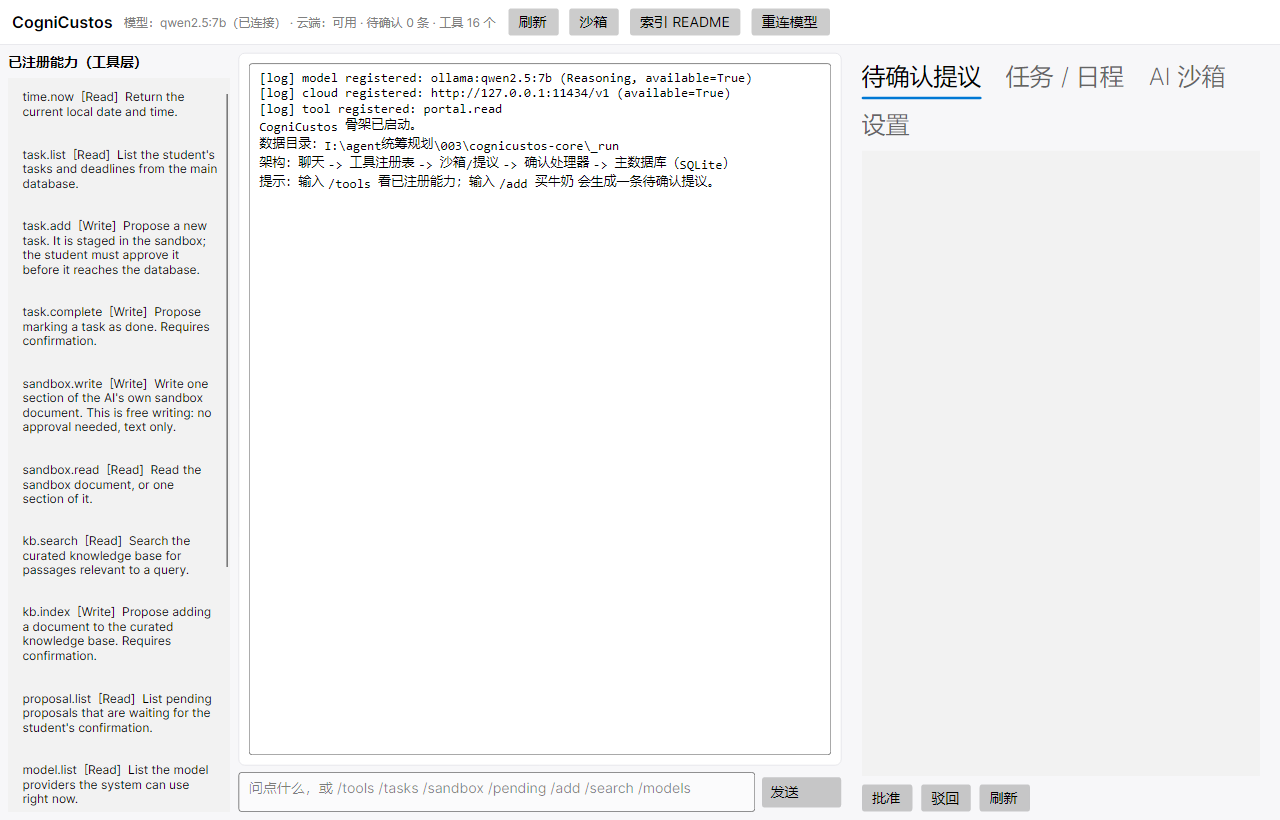 CogniCustos 模型：qwen2.5:7b（已连接） · 云端：可用 · 待确认 0 条 · 工具 16 个 刷新 沙箱 索引 README 重连模型
已注册能力（工具层）
time.now [Read] Return the
current local date and time.
task.list [Read] List the student's
tasks and deadlines from the main
database.
task.add [Write] Propose a new
task. It is staged in the sandbox;
the student must approve it
before it reaches the database.
task.complete [Write] Propose
marking a task as done. Requires
confirmation.
sandbox.write [Write] Write one
section of the AI's own sandbox
document. This is free writing: no
approval needed, text only.
sandbox.read [Read] Read the
sandbox document, or one
section of it.
kb.search [Read] Search the
curated knowledge base for
passages relevant to a query.
kb.index [Write] Propose adding
a document to the curated
knowledge base. Requires
confirmation.
proposal.list [Read] List pending
proposals that are waiting for the
student's confirmation.
model.list [Read] List the model
providers the system can use
right now.
[log] model registered: ollama:qwen2.5:7b (Reasoning, available=True)
[log] cloud registered: http://127.0.0.1:11434/v1 (available=True)
[log] tool registered: portal.read
CogniCustos 骨架已启动。
数据目录：I:\agent统筹规划\003\cognicustos-core\_run
架构：聊天 -> 工具注册表 -> 沙箱/提议 -> 确认处理器 -> 主数据库（SQLite）
提示：输入 /tools 看已注册能力；输入 /add 买牛奶 会生成一条待确认提议。
问点什么，或 /tools /tasks /sandbox /pending /add /search /models
发送
待确认提议 任务 / 日程 AI 沙箱
设置
批准 驳回 刷新